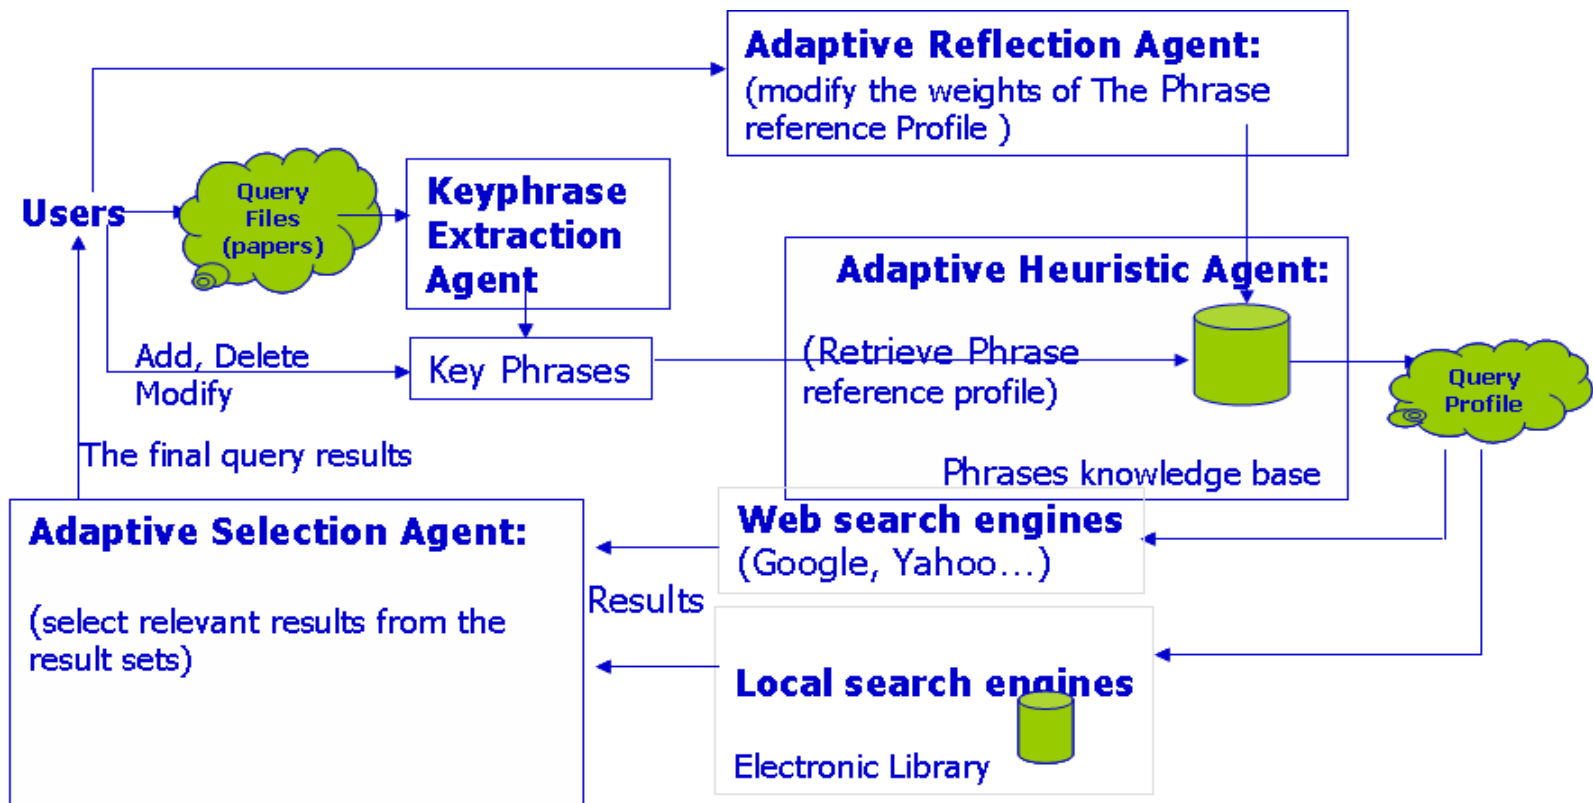 Adaptive Reflection Agent:
(modify the weights of The Phrase
reference Profile )
Users
Query
Files
(papers)
Keyphrase
Extraction
Agent
Adaptive Heuristic Agent:
(Retrieve Phrase
reference profile)
Phrases knowledge base
Add, Delete
Modify
Key Phrases
Query
Profile
The final query results
Adaptive Selection Agent:
(select relevant results from the
result sets)
Results
Web search engines
(Google, Yahoo...)
Local search engines
Electronic Library